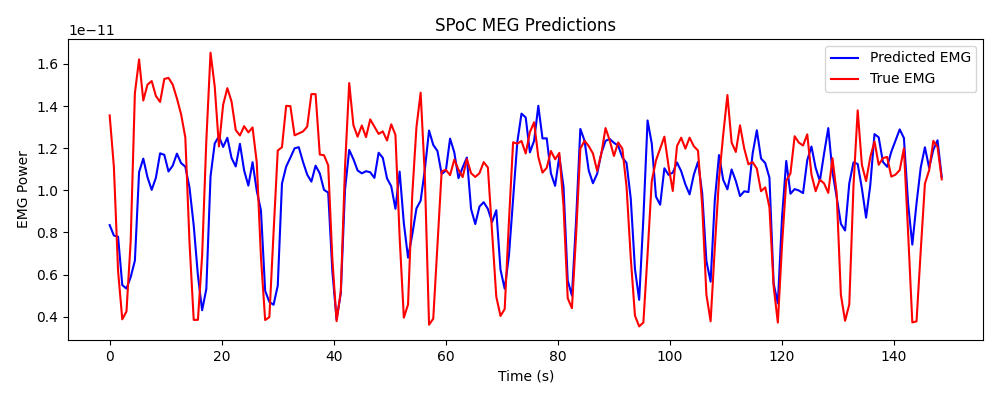 SPoC MEG Predictions
1e−11
Predicted EMG
True EMG
EMG Power
1.6
1.4
1.2
1.0
0.8
0.6
0.4
0 20 40 60 80 100 120 140
Time (s)